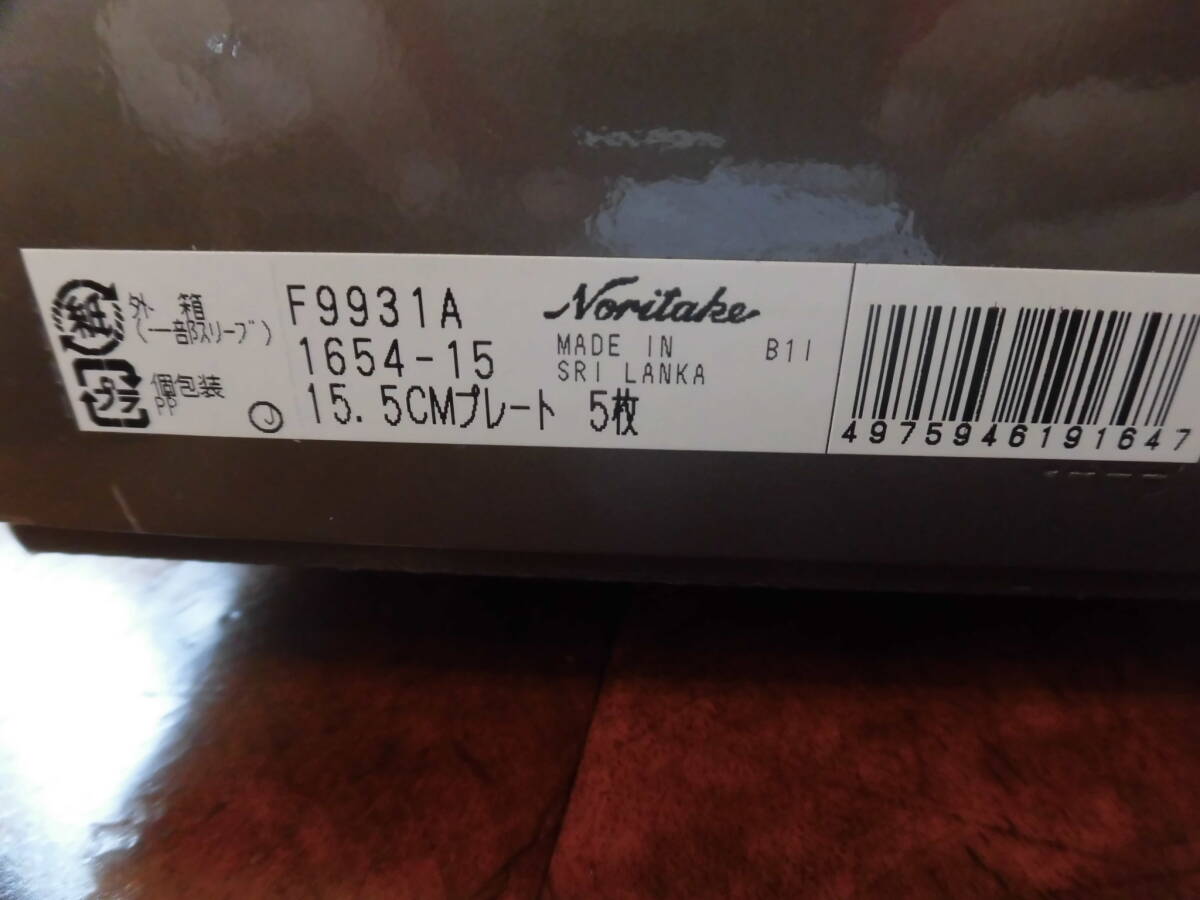 紙
外箱
(一部スリーブ)
プラ
個包装
PP
J
F9931A
1654-15
15.5CMプレート 5枚
Noritake
MADE IN
SRI LANKA
B11
4975946191647